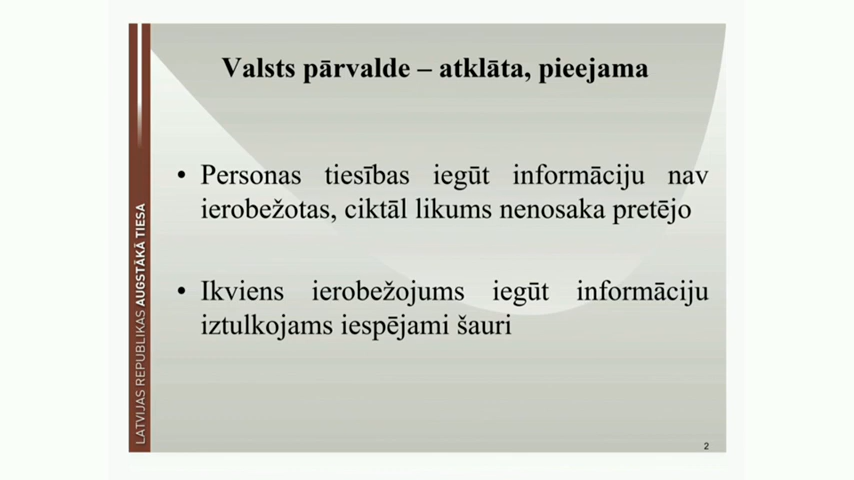 Valsts pārvalde – atklāta, pieejama
• Personas tiesības iegūt informāciju nav
ierobežotas, ciktāl likums nenosaka pretējo
• Ikviens ierobežojums iegūt informāciju
iztulkojams iespējami šauri
LATVIJAS REPUBLIKAS AUGSTĀKĀ TIESA
2